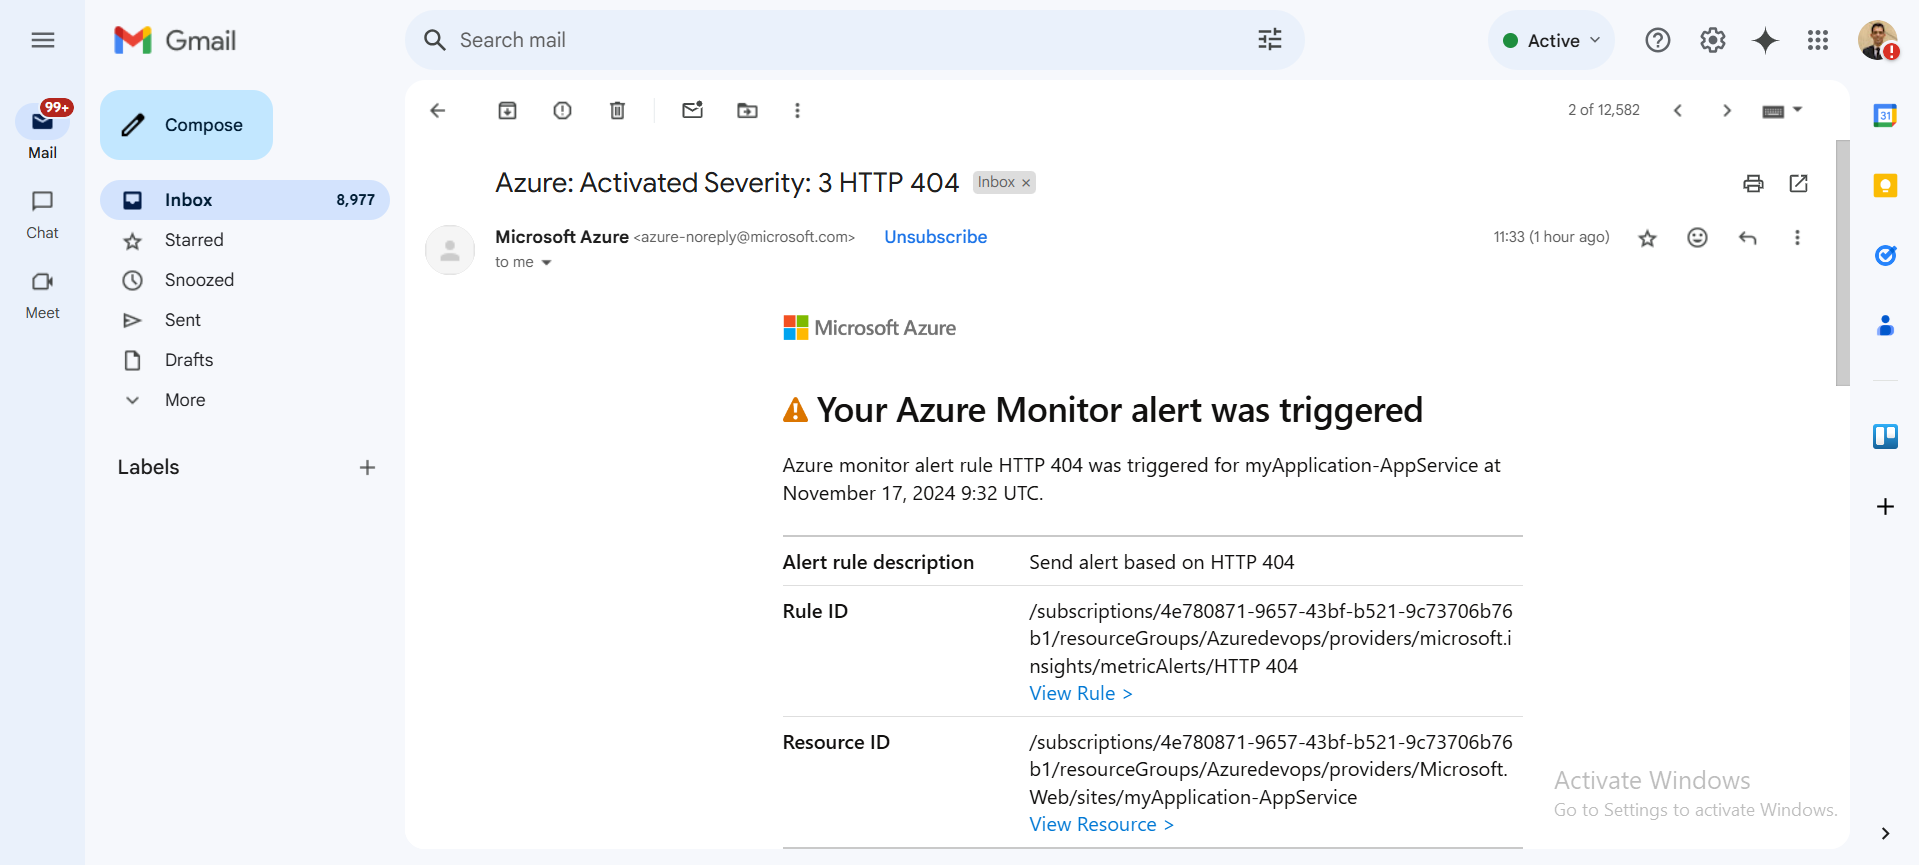 Gmail
Search mail
Active
99+
Mail
Compose
2 of 12,582
31
Inbox 8,977
Azure: Activated Severity: 3 HTTP 404 Inbox ×
Chat
Starred
Microsoft Azure <azure-noreply@microsoft.com> Unsubscribe 11:33 (1 hour ago)
to me
Snoozed
Meet
Sent
Microsoft Azure
Drafts
More
Your Azure Monitor alert was triggered
Labels
Azure monitor alert rule HTTP 404 was triggered for myApplication-AppService at
November 17, 2024 9:32 UTC.
Alert rule description Send alert based on HTTP 404
Rule ID /subscriptions/4e780871-9657-43bf-b521-9c73706b76
b1/resourceGroups/Azuredevops/providers/microsoft.i
nsights/metricAlerts/HTTP 404
View Rule >
Resource ID /subscriptions/4e780871-9657-43bf-b521-9c73706b76
b1/resourceGroups/Azuredevops/providers/Microsoft.
Web/sites/myApplication-AppService
View Resource >
Activate Windows
Go to Settings to activate Windows.